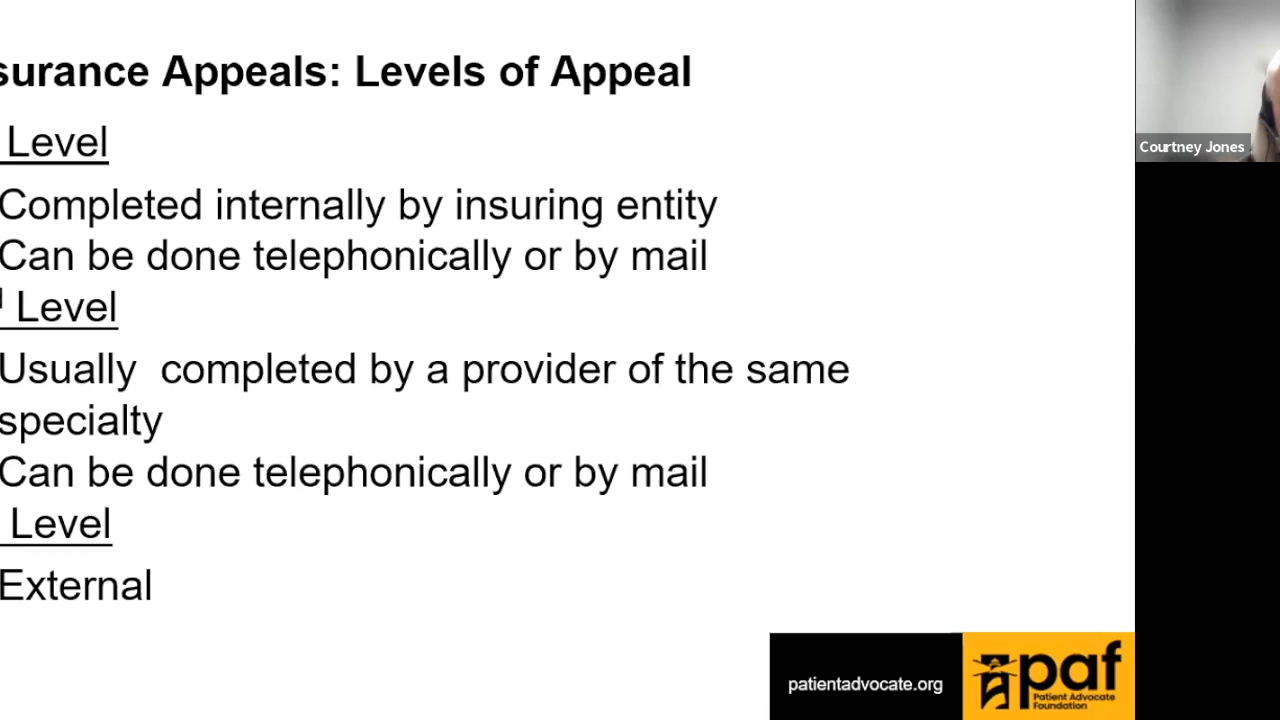 surance Appeals: Levels of Appeal
Level
Completed internally by insuring entity
Can be done telephonically or by mail
Level
Usually completed by a provider of the same
specialty
Can be done telephonically or by mail
Level
External
Courtney Jones
patientadvocate.org
paf
Patient Advocate
Foundation